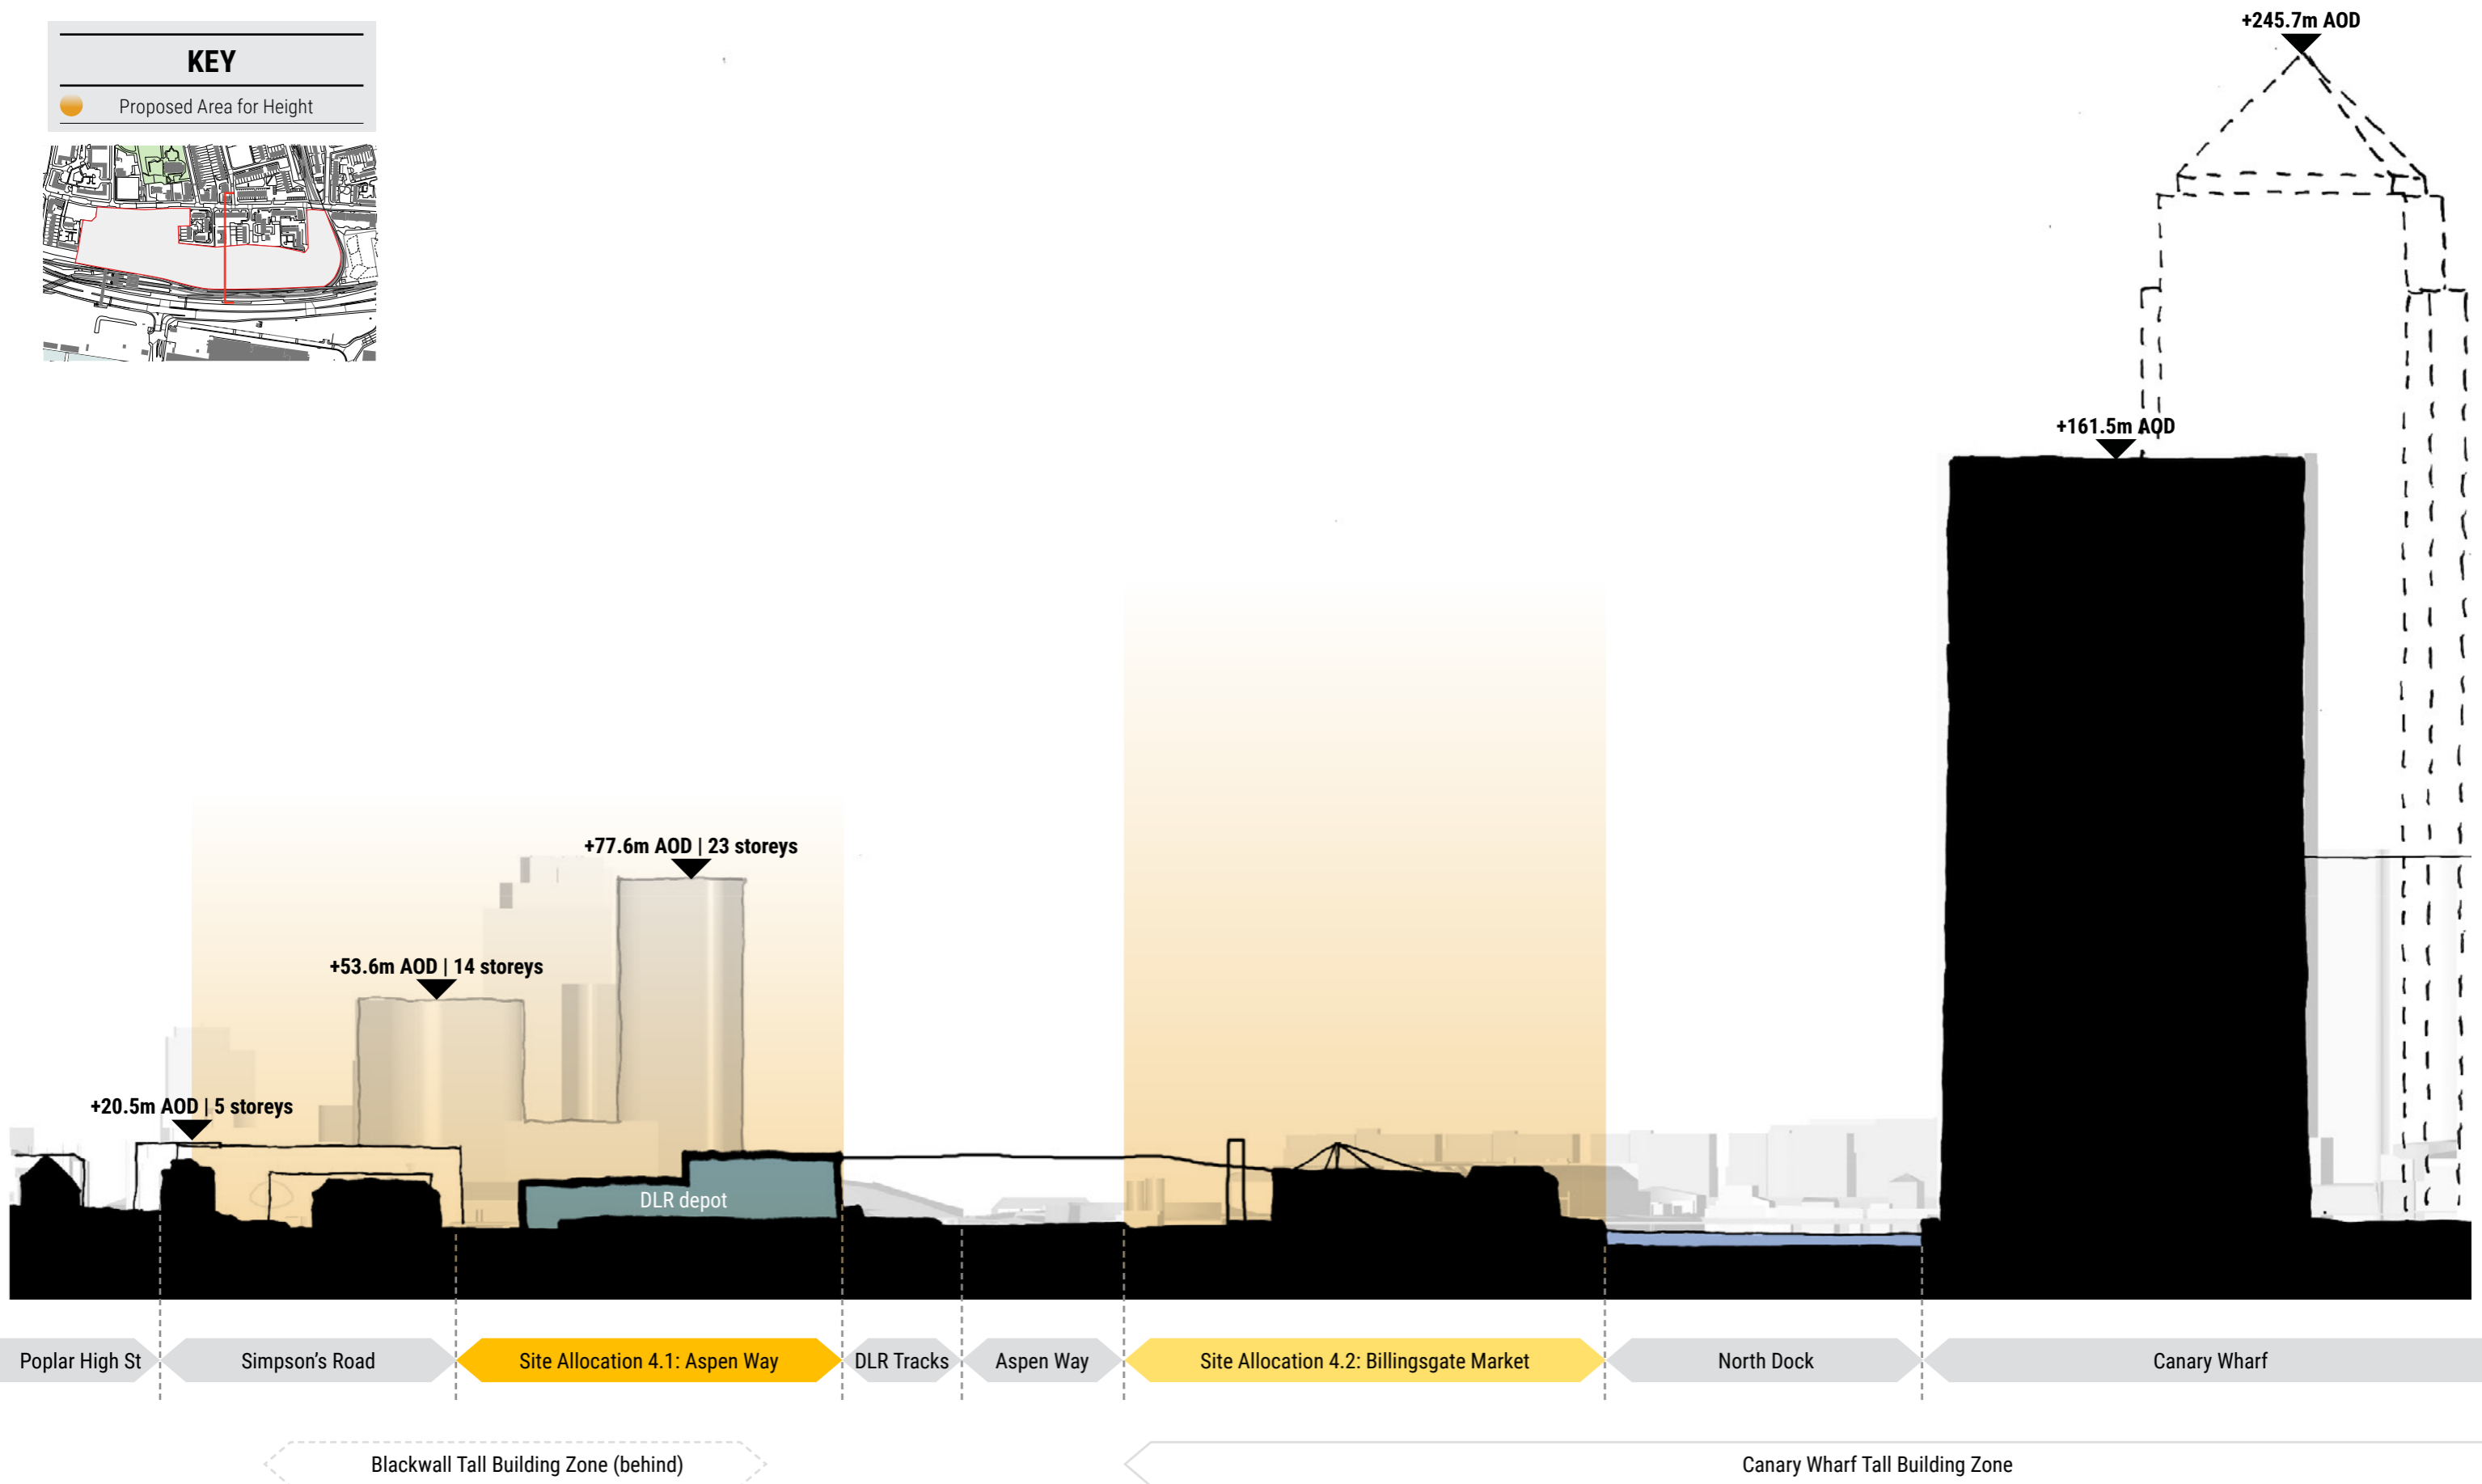 +245.7m AOD
KEY
Proposed Area for Height
+161.5m AOD
+77.6m AOD | 23 storeys
+53.6m AOD | 14 storeys
+20.5m AOD | 5 storeys
DLR depot
Poplar High St
Simpson's Road
Site Allocation 4.1: Aspen Way
DLR Tracks
Aspen Way
Site Allocation 4.2: Billingsgate Market
North Dock
Canary Wharf
Blackwall Tall Building Zone (behind)
Canary Wharf Tall Building Zone